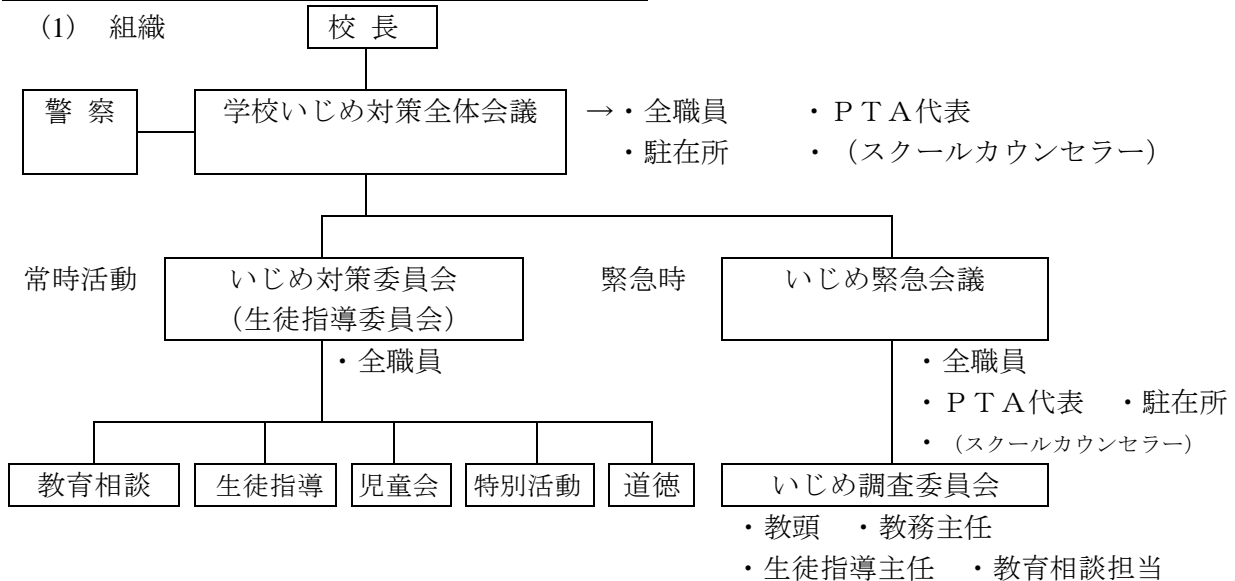 (1) 組織 校 長
警 察 学校いじめ対策全体会議 →・全職員 ・ＰＴＡ代表
・駐在所 ・（スクールカウンセラー）
常時活動 いじめ対策委員会 緊急時 いじめ緊急会議
（生徒指導委員会）
・全職員 ・全職員
・ＰＴＡ代表 ・駐在所
・（スクールカウンセラー）
教育相談 生徒指導 児童会 特別活動 道徳 いじめ調査委員会
・教頭 ・教務主任
・生徒指導主任 ・教育相談担当